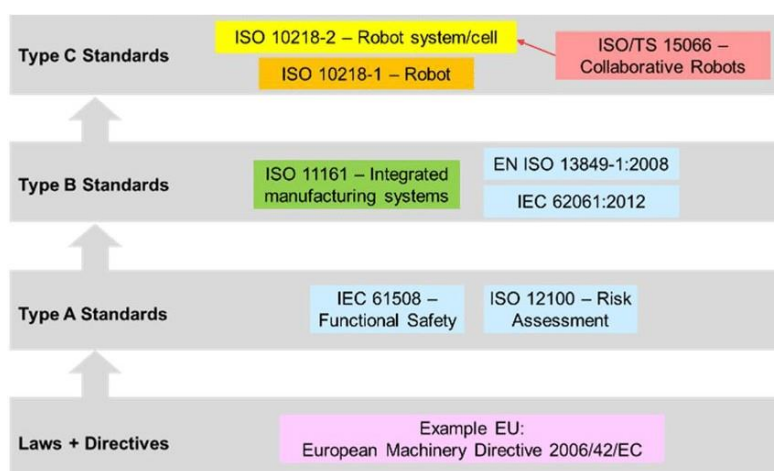 Type C Standards
ISO 10218-2 – Robot system/cell
ISO 10218-1 – Robot
ISO/TS 15066 –
Collaborative Robots
Type B Standards
ISO 11161 – Integrated
manufacturing systems
EN ISO 13849-1:2008
IEC 62061:2012
Type A Standards
IEC 61508 –
Functional Safety
ISO 12100 – Risk
Assessment
Laws + Directives
Example EU:
European Machinery Directive 2006/42/EC